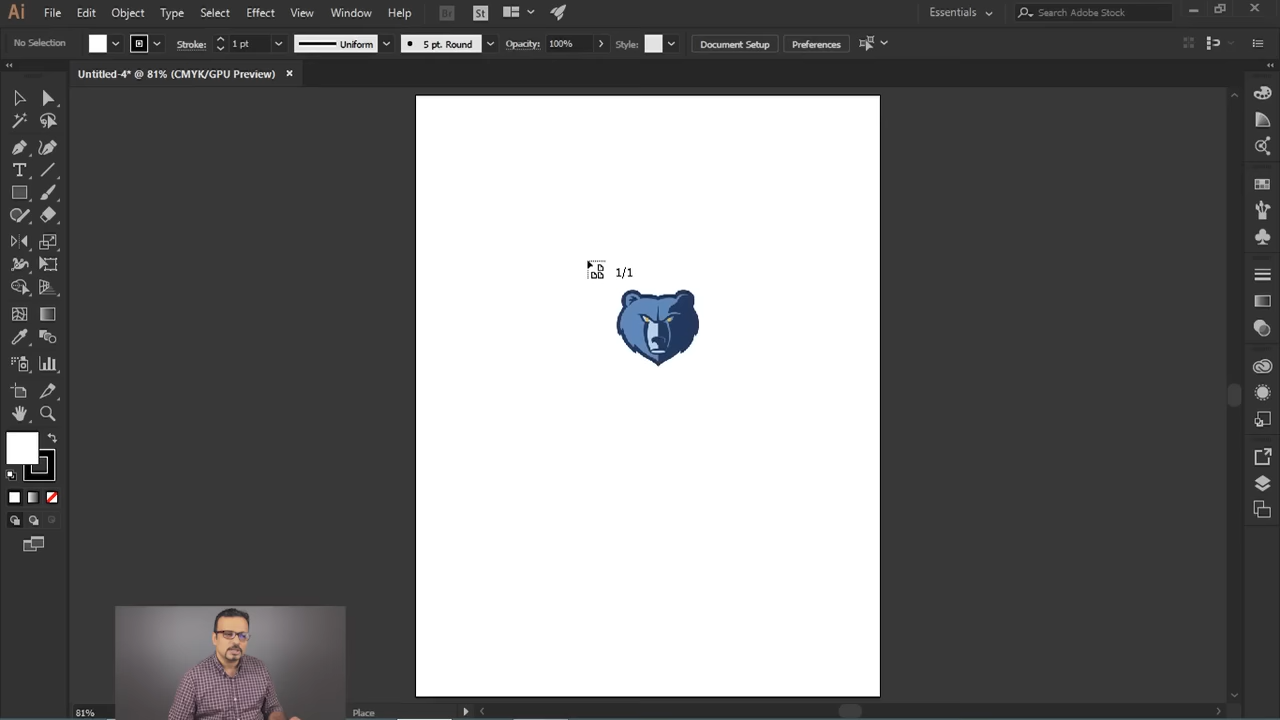 Ai File Edit Object Type Select Effect View Window Help Br St Essentials Search Adobe Stock
No Selection Stroke: 1 pt Uniform 5 pt. Round Opacity: 100% Style: Document Setup Preferences
Untitled-4* @ 81% (CMYK/GPU Preview)
1/1
81% Place